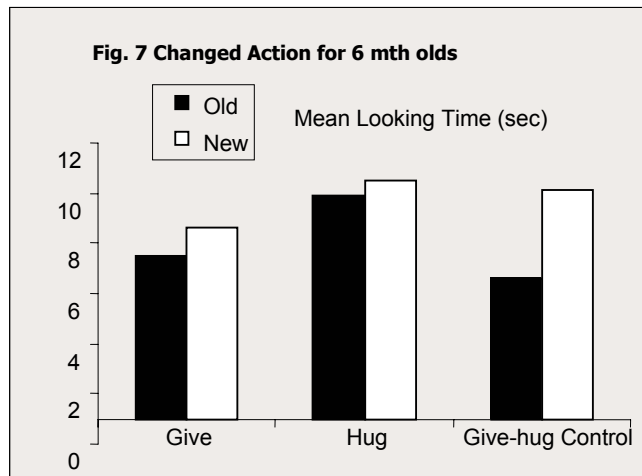 Fig. 7 Changed Action for 6 mth olds
Old
New
Mean Looking Time (sec)
12
10
8
6
4
2
0
Give Hug Give-hug Control